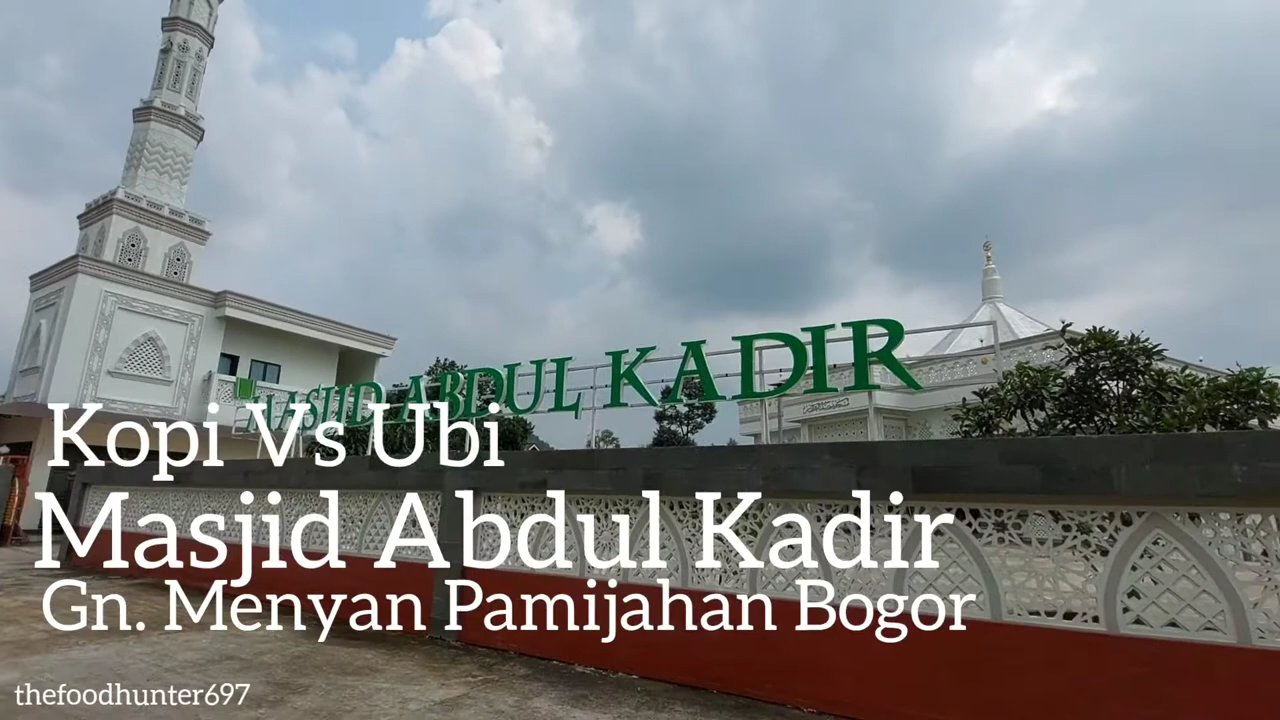 MASJID ABDUL KADIR
Kopi Vs Ubi
Masjid Abdul Kadir
Gn. Menyan Pamijahan Bogor
thefoodhunter697